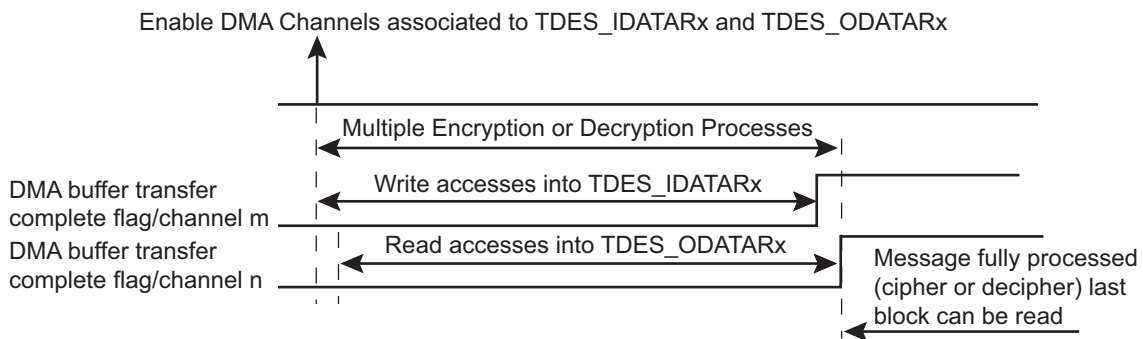 Enable DMA Channels associated to TDES_IDATARx and TDES_ODATARx
Multiple Encryption or Decryption Processes
Write accesses into TDES_IDATARx
DMA buffer transfer
complete flag/channel m
Read accesses into TDES_ODATARx
DMA buffer transfer
complete flag/channel n
Message fully processed
(cipher or decipher) last
block can be read